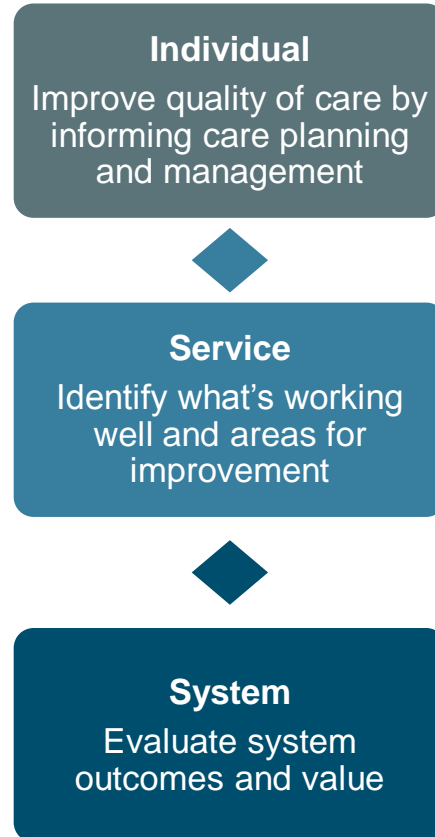 Individual
Improve quality of care by
informing care planning
and management
Service
Identify what’s working
well and areas for
improvement
System
Evaluate system
outcomes and value